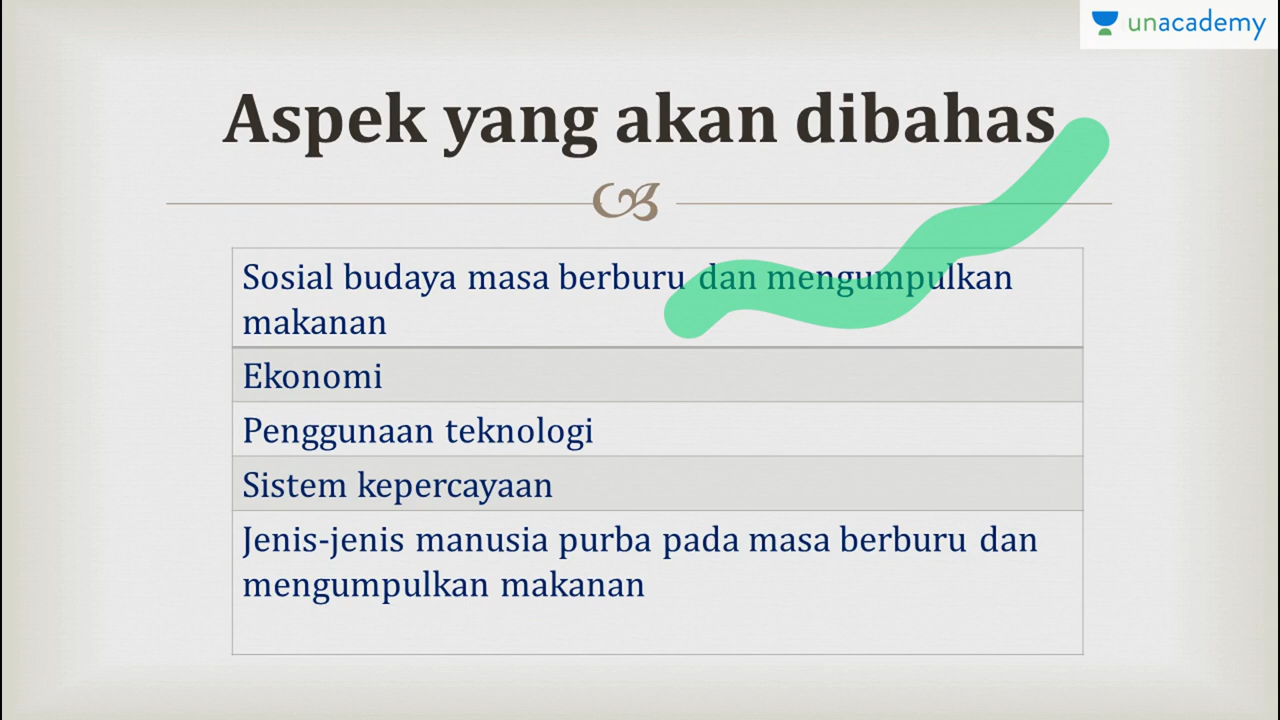 unacademy
Aspek yang akan dibahas
Sosial budaya masa berburu dan mengumpulkan
makanan
Ekonomi
Penggunaan teknologi
Sistem kepercayaan
Jenis-jenis manusia purba pada masa berburu dan
mengumpulkan makanan